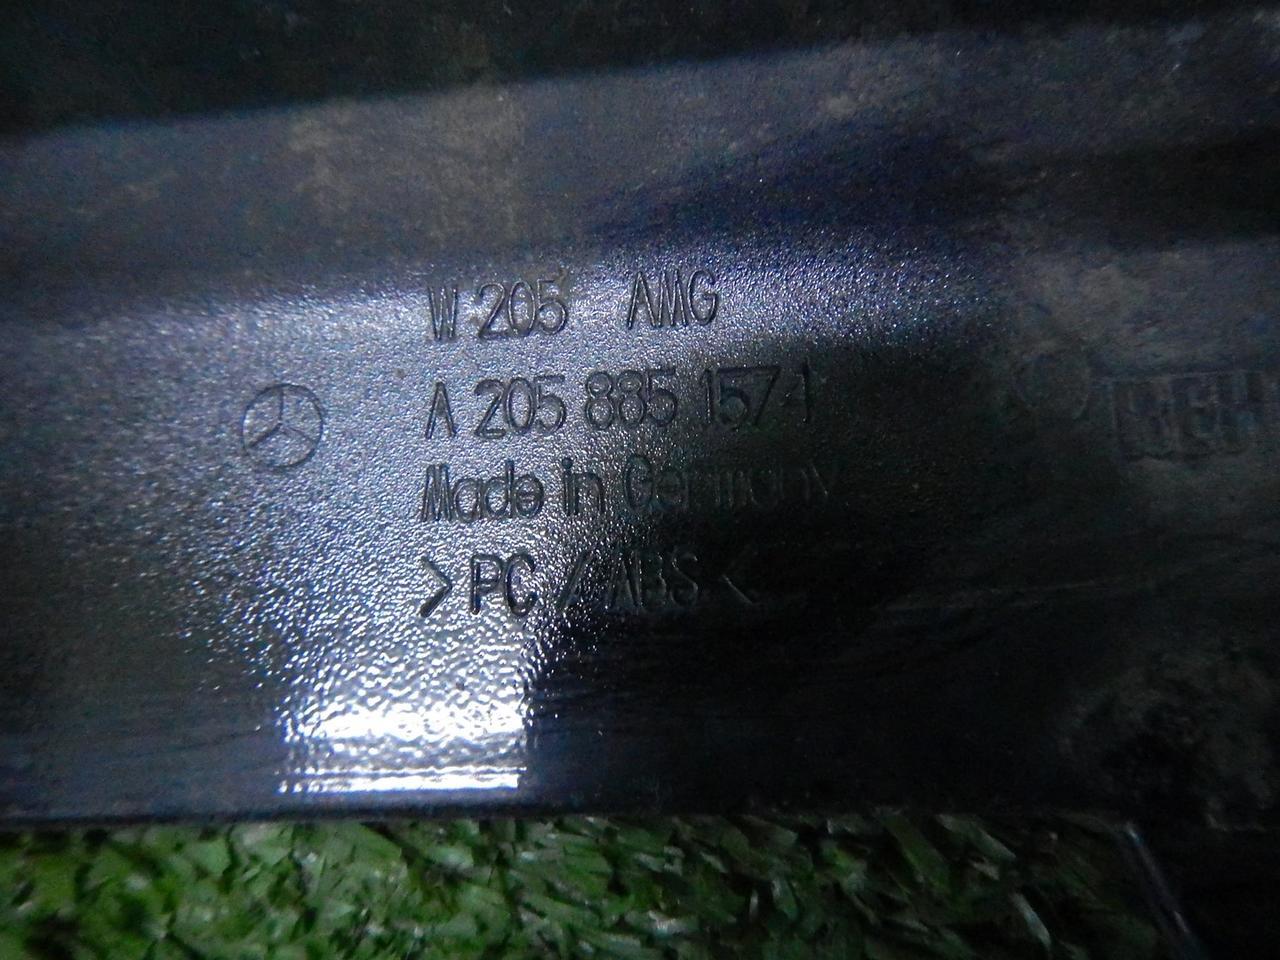 W 205 AMG
A 205 885 1574
Made in Germany
>PC / ABS<